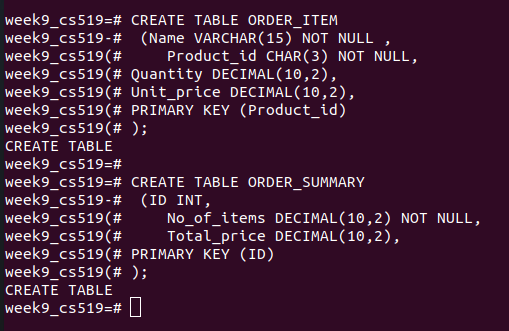 week9_cs519=# CREATE TABLE ORDER_ITEM
week9_cs519-#  (Name VARCHAR(15) NOT NULL ,
week9_cs519(#     Product_id CHAR(3) NOT NULL,
week9_cs519(# Quantity DECIMAL(10,2),
week9_cs519(# Unit_price DECIMAL(10,2),
week9_cs519(# PRIMARY KEY (Product_id)
week9_cs519(# );
CREATE TABLE
week9_cs519=#
week9_cs519=# CREATE TABLE ORDER_SUMMARY
week9_cs519-#  (ID INT,
week9_cs519(#     No_of_items DECIMAL(10,2) NOT NULL,
week9_cs519(#     Total_price DECIMAL(10,2),
week9_cs519(# PRIMARY KEY (ID)
week9_cs519(# );
CREATE TABLE
week9_cs519=#